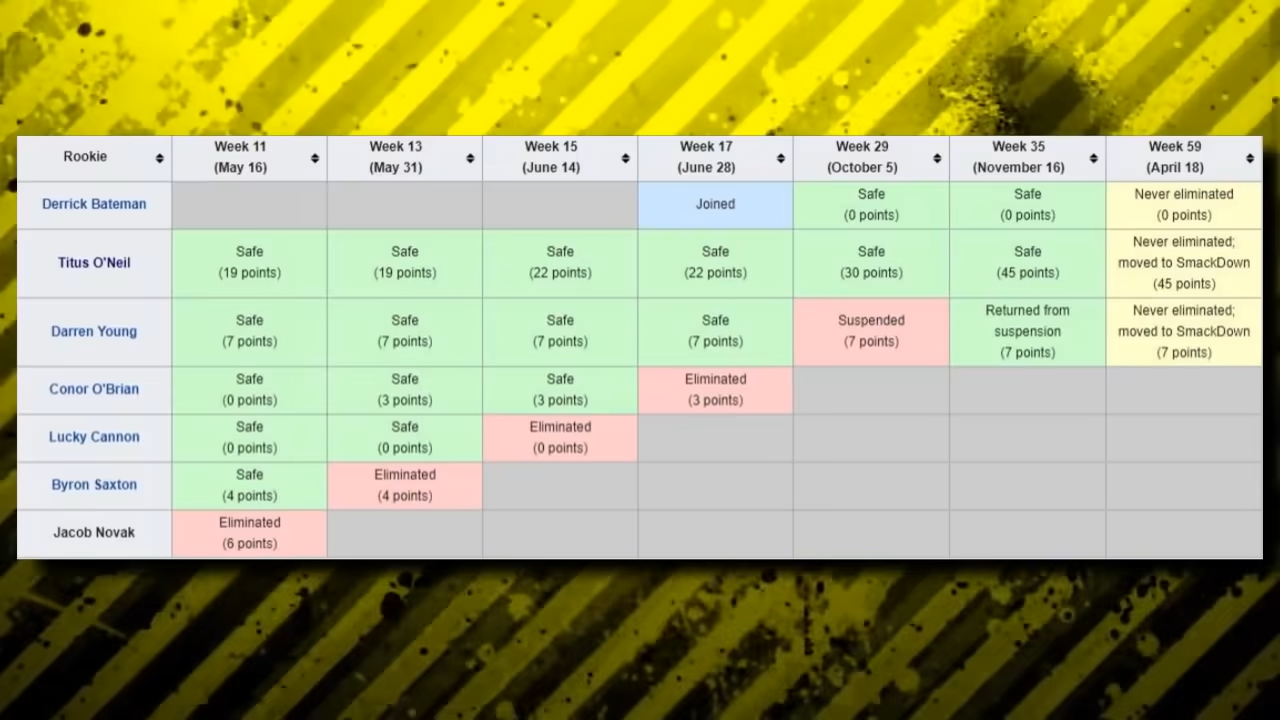 Rookie
Week 11
(May 16)
Week 13
(May 31)
Week 15
(June 14)
Week 17
(June 28)
Week 29
(October 5)
Week 35
(November 16)
Week 59
(April 18)
Derrick Bateman
Joined
Safe
(0 points)
Safe
(0 points)
Never eliminated
(0 points)
Titus O'Neil
Safe
(19 points)
Safe
(19 points)
Safe
(22 points)
Safe
(22 points)
Safe
(30 points)
Safe
(45 points)
Never eliminated;
moved to SmackDown
(45 points)
Darren Young
Safe
(7 points)
Safe
(7 points)
Safe
(7 points)
Safe
(7 points)
Suspended
(7 points)
Returned from
suspension
(7 points)
Never eliminated;
moved to SmackDown
(7 points)
Conor O'Brian
Safe
(0 points)
Safe
(3 points)
Safe
(3 points)
Eliminated
(3 points)
Lucky Cannon
Safe
(0 points)
Safe
(0 points)
Eliminated
(0 points)
Byron Saxton
Safe
(4 points)
Eliminated
(4 points)
Jacob Novak
Eliminated
(6 points)